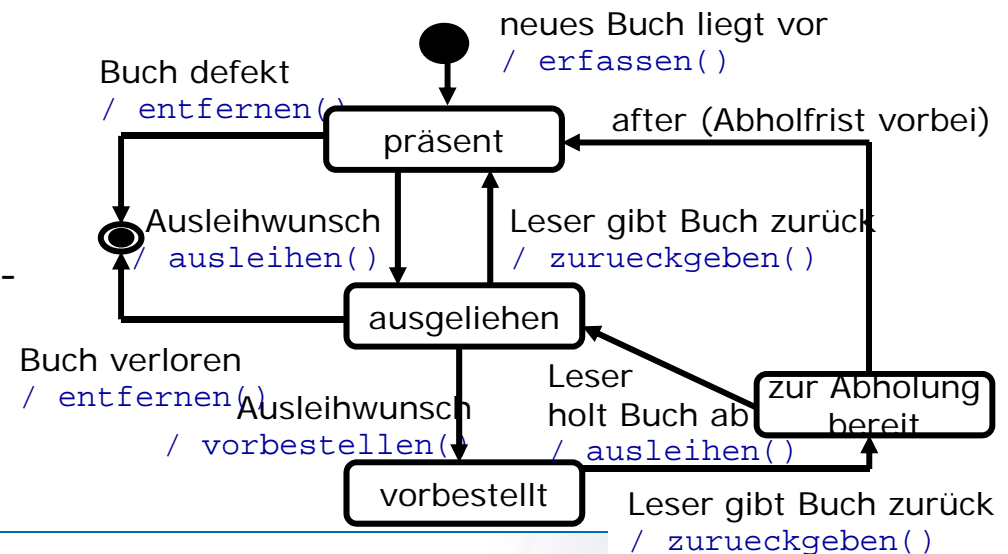 neues Buch liegt vor
/ erfassen()
Buch defekt
/ entfernen()
after (Abholfrist vorbei)
präsent
Ausleihwunsch
/ ausleihen()
Leser gibt Buch zurück
/ zurueckgeben()
-
ausgeliehen
Buch verloren
/ entfernen()
Ausleihwunsch
/ vorbestellen()
Leser
holt Buch ab
/ ausleihen()
zur Abholung
bereit
vorbestellt
Leser gibt Buch zurück
/ zurueckgeben()